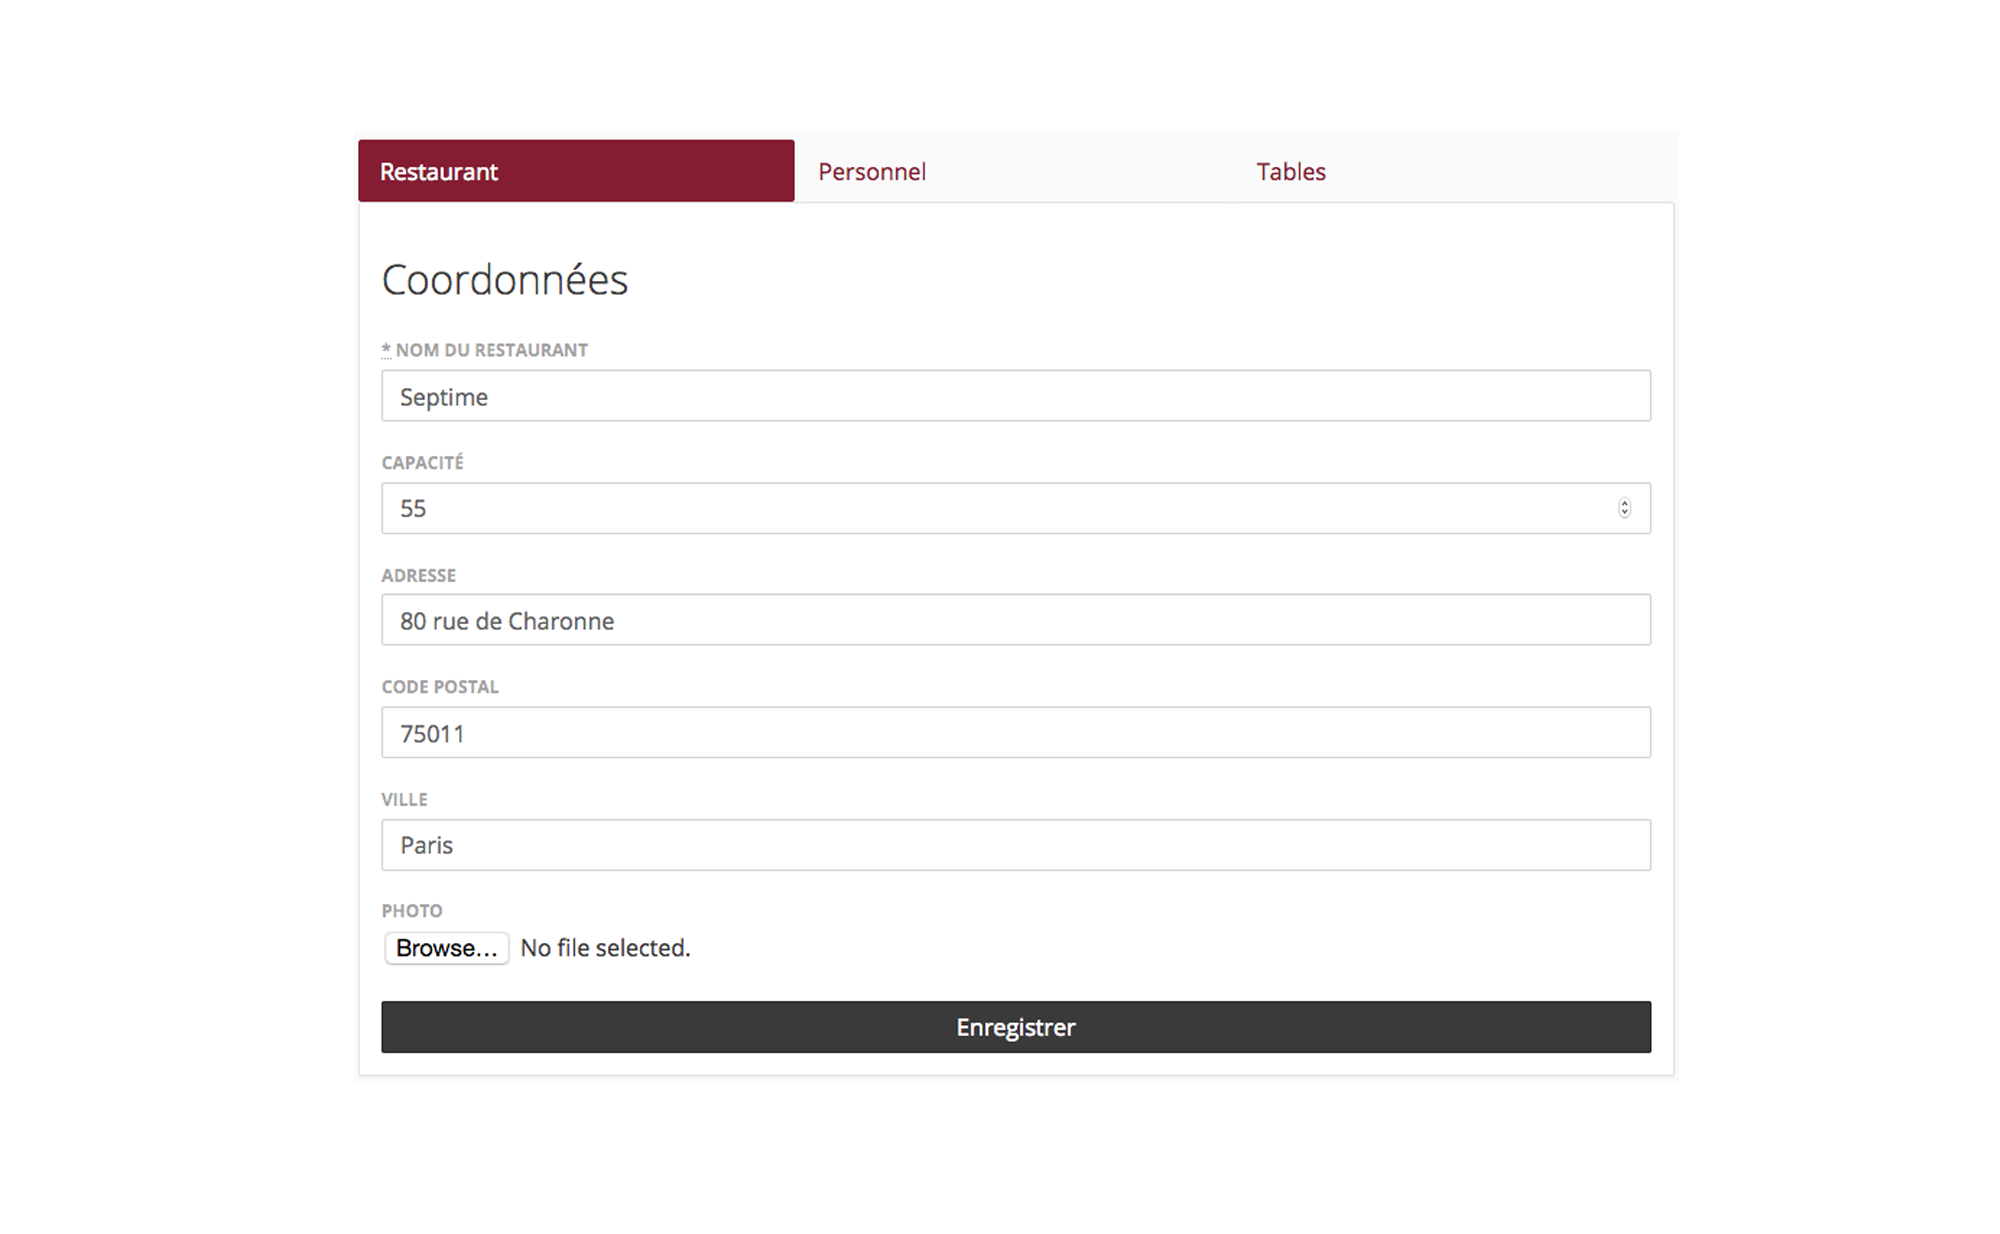 Restaurant Personnel Tables
Coordonnées
* NOM DU RESTAURANT
Septime
CAPACITÉ
55
ADRESSE
80 rue de Charonne
CODE POSTAL
75011
VILLE
Paris
PHOTO
Browse... No file selected.
Enregistrer